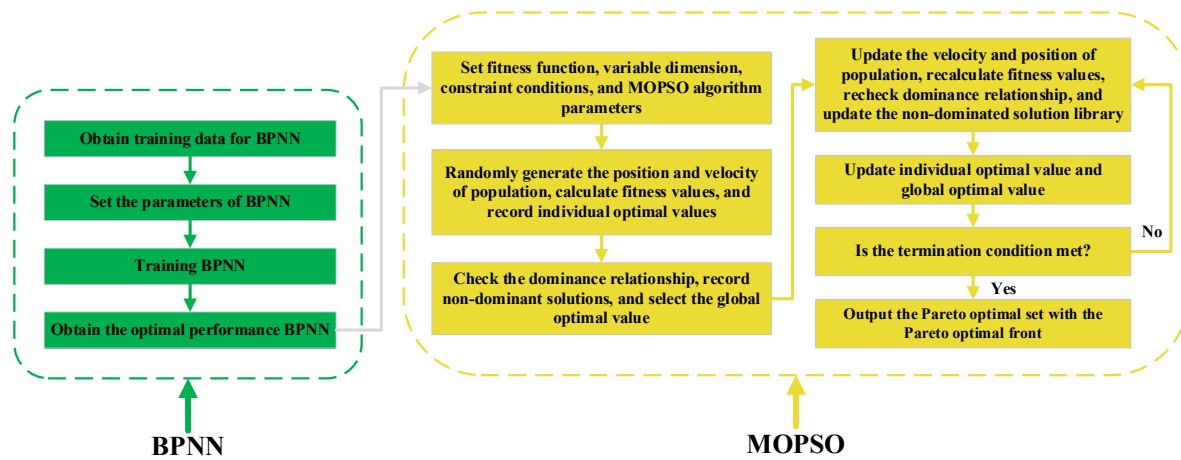 Obtain training data for BPNN
Set the parameters of BPNN
Training BPNN
Obtain the optimal performance BPNN
BPNN
Set fitness function, variable dimension,
constraint conditions, and MOPSO algorithm
parameters
Randomly generate the position and velocity
of population, calculate fitness values, and
record individual optimal values
Check the dominance relationship, record
non-dominant solutions, and select the global
optimal value
Update the velocity and position of
population, recalculate fitness values,
recheck dominance relationship, and
update the non-dominated solution library
Update individual optimal value and
global optimal value
Is the termination condition met?
No
Yes
Output the Pareto optimal set with the
Pareto optimal front
MOPSO